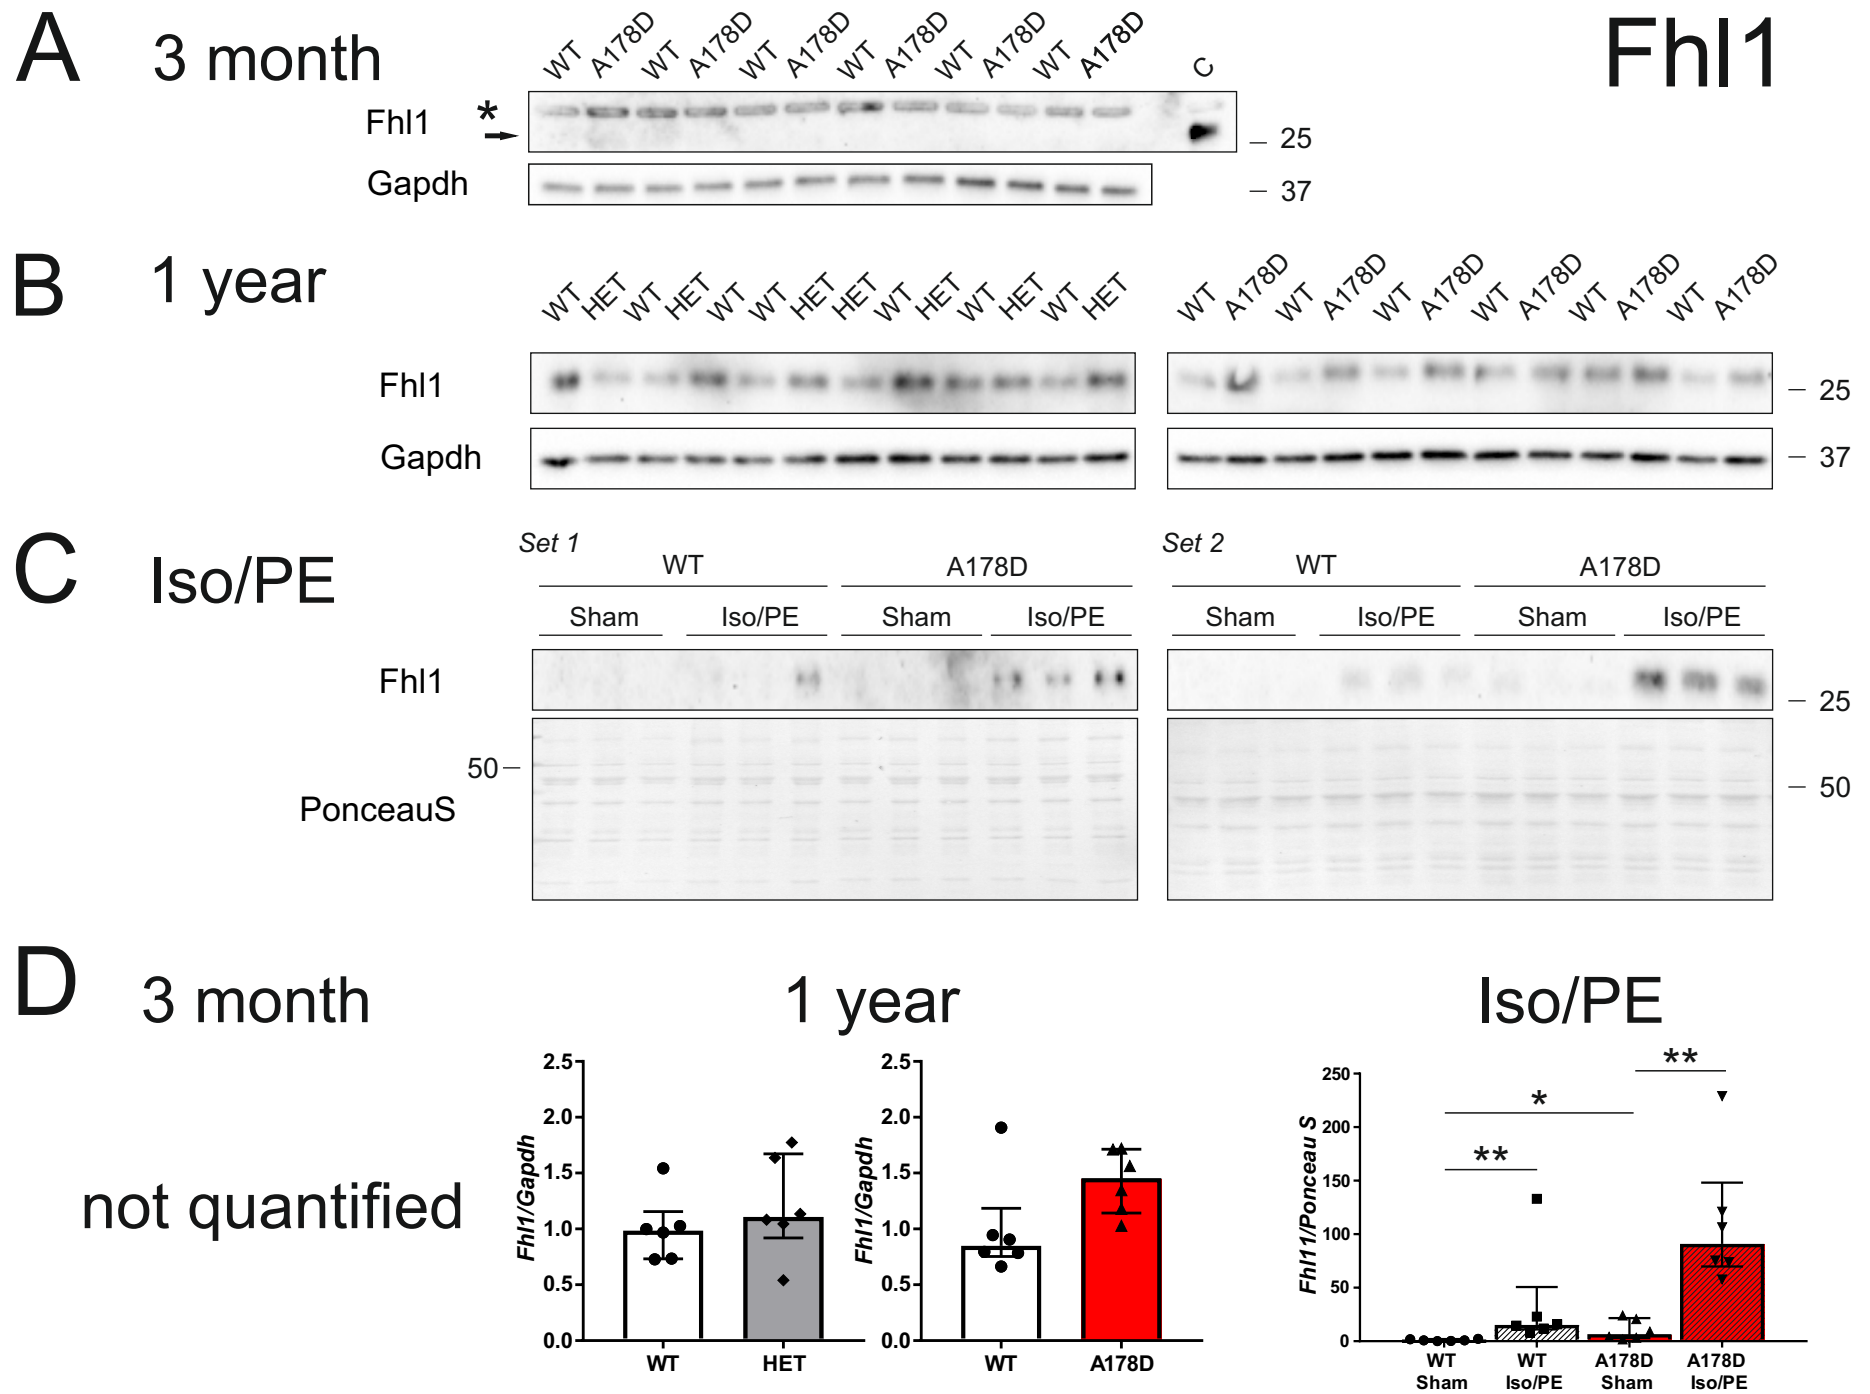 A 3 month Fhl1
WT A178D WT A178D WT A178D WT A178D WT A178D WT A178D C
Fhl1 *
25
Gapdh
37
B 1 year
WT HET WT HET WT WT HET HET WT HET WT HET WT HET WT A178D WT A178D WT A178D WT A178D WT A178D WT A178D
Fhl1
25
Gapdh
37
C Iso/PE
Set 1 Set 2
WT A178D WT A178D
Sham Iso/PE Sham Iso/PE Sham Iso/PE Sham Iso/PE
Fhl1
25
50
50
PonceauS
D 3 month 1 year Iso/PE
not quantified
Fhl1/Gapdh
2.5
2.0
1.5
1.0
0.5
0.0
WT HET
Fhl1/Gapdh
2.5
2.0
1.5
1.0
0.5
0.0
WT A178D
Fhl11/Ponceau S
250
200
150
100
50
0
** * **
WT WT A178D A178D
Sham Iso/PE Sham Iso/PE